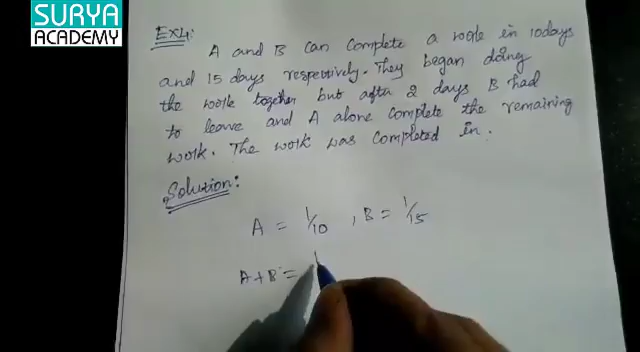 SURYA
ACADEMY
EX4:
A and B can complete a work in 10days
and 15 days respectively. They began doing
the work together but after 2 days B had
to leave and A alone complete the remaining
work. The work was completed in.
Solution:
A = 1/10 , B = 1/15
A+B =